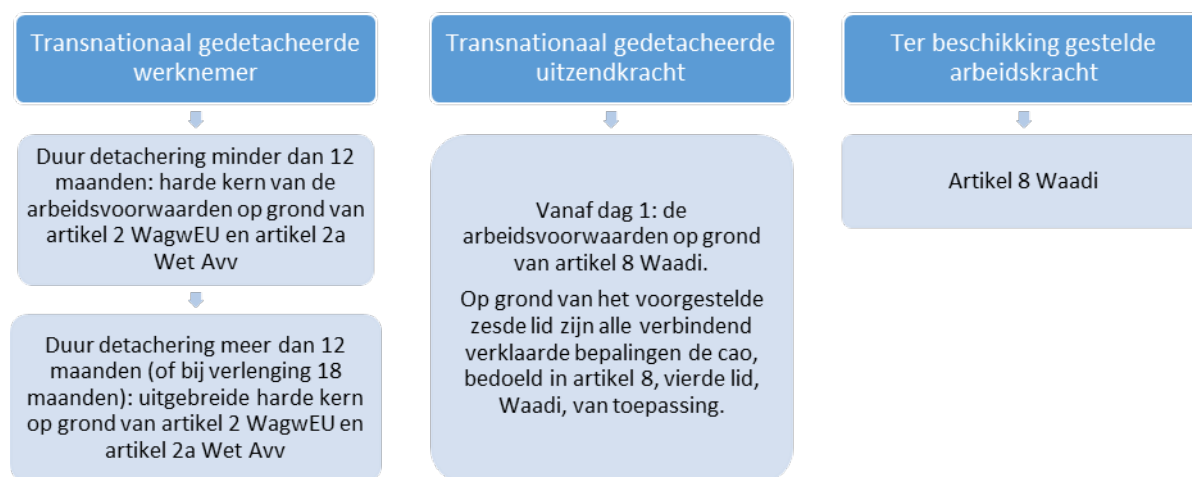 Transnationaal gedetacheerde
werknemer
Duur detachering minder dan 12
maanden: harde kern van de
arbeidsvoorwaarden op grond van
artikel 2 WagwEU en artikel 2a
Wet Avv
Duur detachering meer dan 12
maanden (of bij verlenging 18
maanden): uitgebreide harde kern
op grond van artikel 2 WagwEU en
artikel 2a Wet Avv
Transnationaal gedetacheerde
uitzendkracht
Vanaf dag 1: de
arbeidsvoorwaarden op grond
van artikel 8 Waadi.
Op grond van het voorgestelde
zesde lid zijn alle verbindend
verklaarde bepalingen de cao,
bedoeld in artikel 8, vierde lid,
Waadi, van toepassing.
Ter beschikking gestelde
arbeidskracht
Artikel 8 Waadi